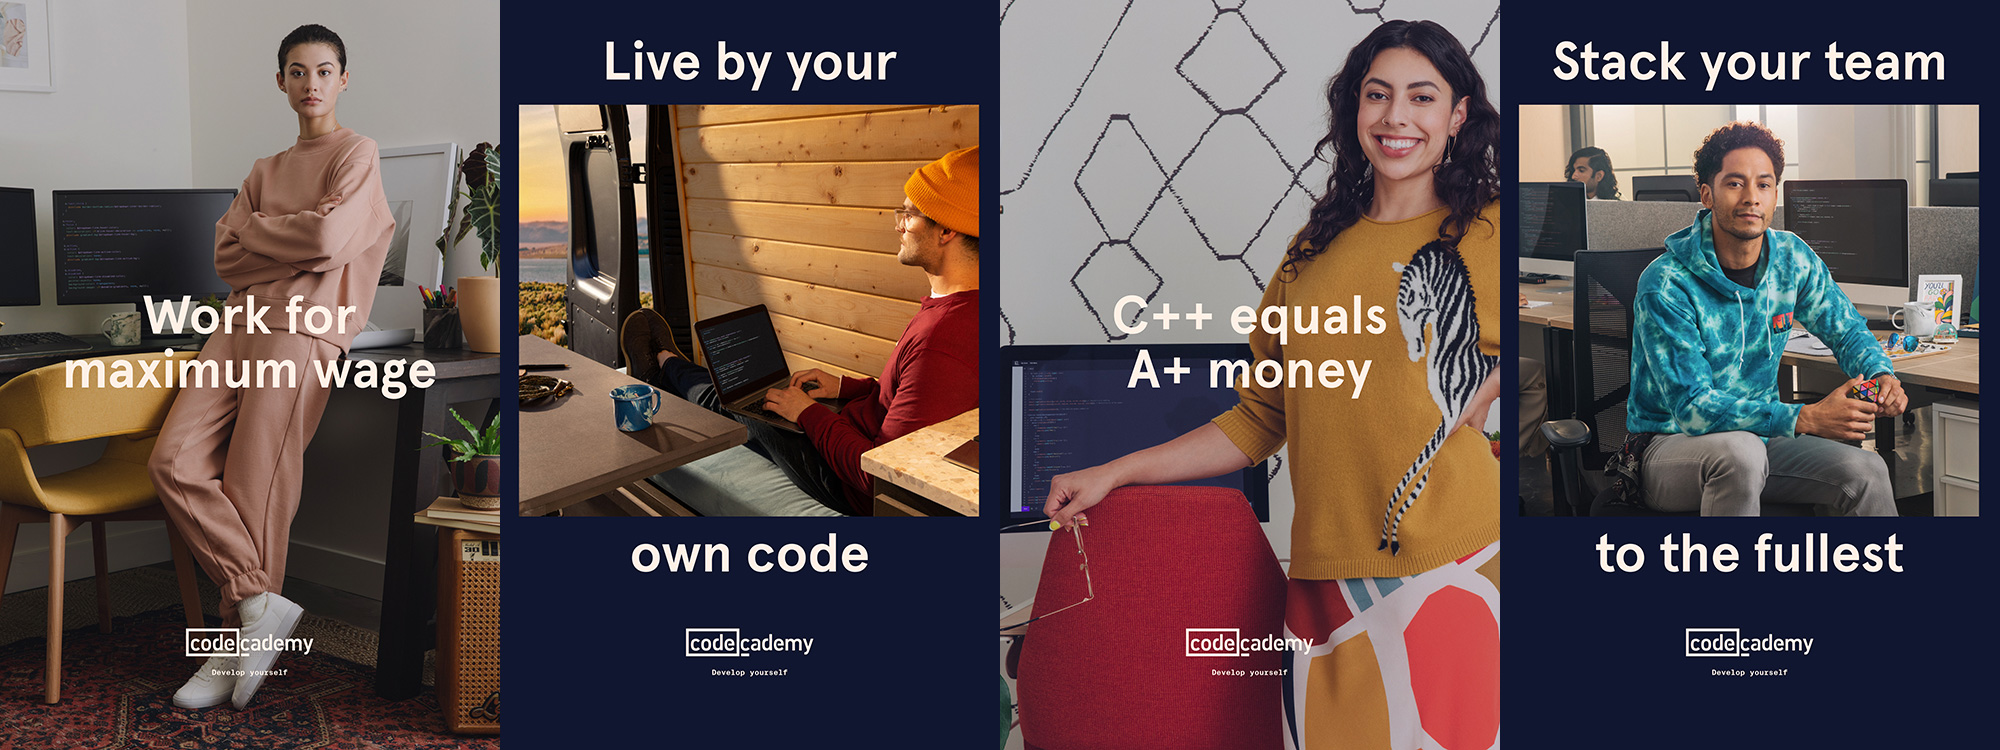 Work for
maximum wage
codecademy
Develop yourself
Live by your
own code
codecademy
Develop yourself
C++ equals
A+ money
codecademy
Develop yourself
Stack your team
to the fullest
codecademy
Develop yourself